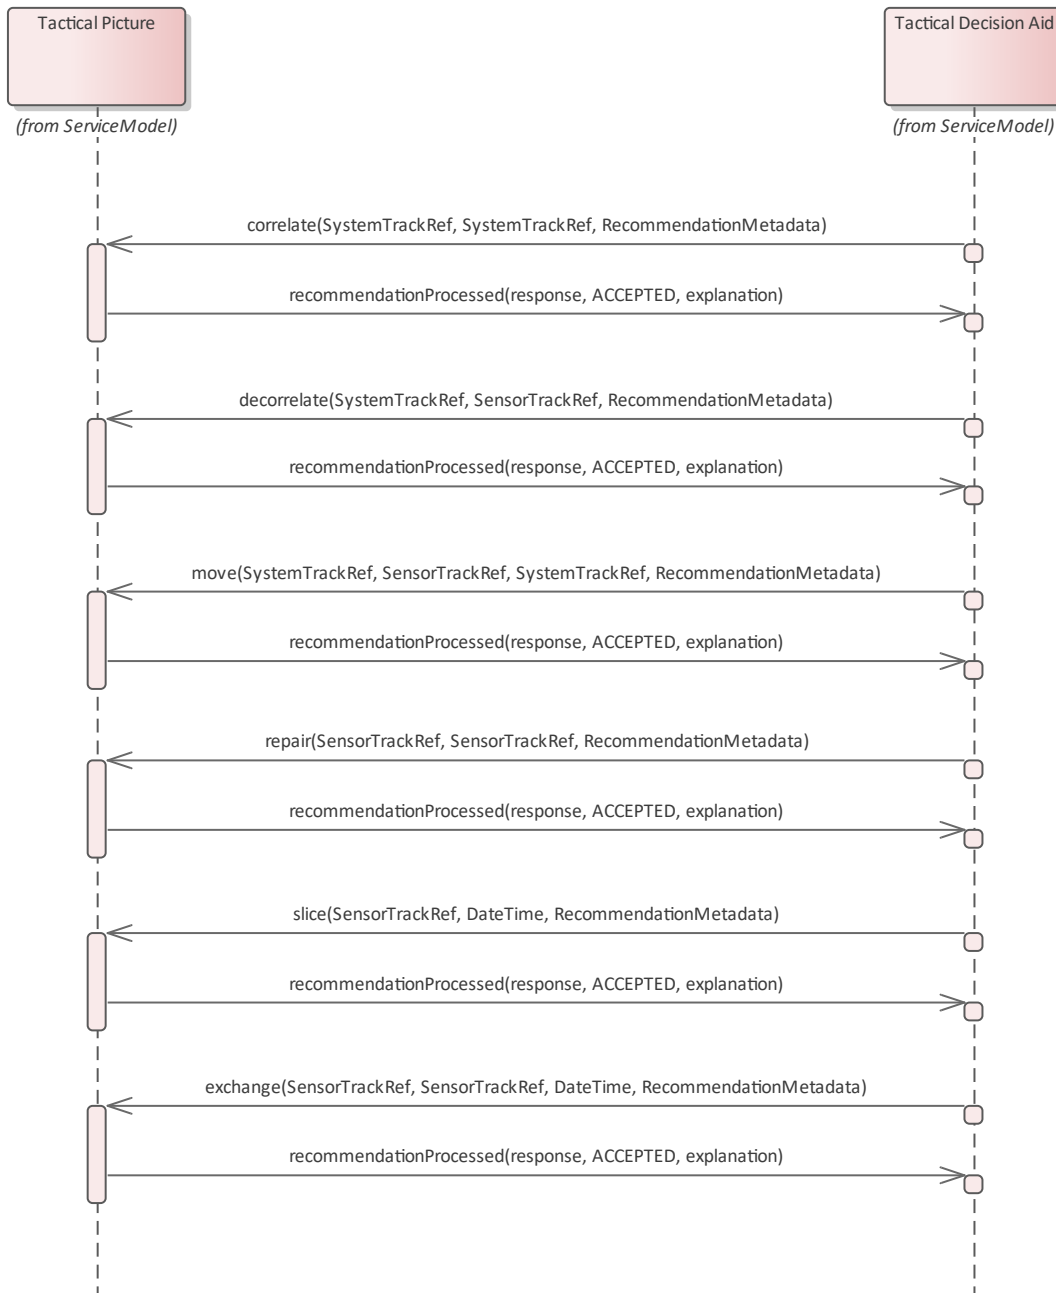 Tactical Picture
Tactical Decision Aid
(from ServiceModel)
(from ServiceModel)
correlate(SystemTrackRef, SystemTrackRef, RecommendationMetadata)
recommendationProcessed(response, ACCEPTED, explanation)
decorrelate(SystemTrackRef, SensorTrackRef, RecommendationMetadata)
recommendationProcessed(response, ACCEPTED, explanation)
move(SystemTrackRef, SensorTrackRef, SystemTrackRef, RecommendationMetadata)
recommendationProcessed(response, ACCEPTED, explanation)
repair(SensorTrackRef, SensorTrackRef, RecommendationMetadata)
recommendationProcessed(response, ACCEPTED, explanation)
slice(SensorTrackRef, DateTime, RecommendationMetadata)
recommendationProcessed(response, ACCEPTED, explanation)
exchange(SensorTrackRef, SensorTrackRef, DateTime, RecommendationMetadata)
recommendationProcessed(response, ACCEPTED, explanation)